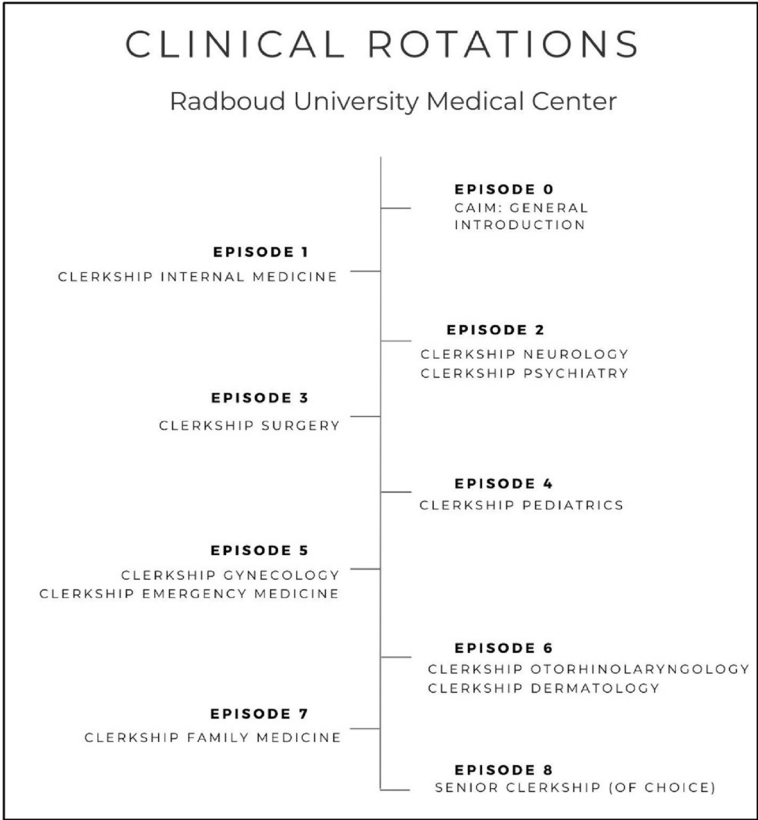 CLINICAL ROTATIONS
Radboud University Medical Center
EPISODE 0
CAIM: GENERAL
INTRODUCTION
EPISODE 1
CLERKSHIP INTERNAL MEDICINE
EPISODE 2
CLERKSHIP NEUROLOGY
CLERKSHIP PSYCHIATRY
EPISODE 3
CLERKSHIP SURGERY
EPISODE 4
CLERKSHIP PEDIATRICS
EPISODE 5
CLERKSHIP GYNECOLOGY
CLERKSHIP EMERGENCY MEDICINE
EPISODE 6
CLERKSHIP OTORHINOLARYNGOLOGY
CLERKSHIP DERMATOLOGY
EPISODE 7
CLERKSHIP FAMILY MEDICINE
EPISODE 8
SENIOR CLERKSHIP (OF CHOICE)